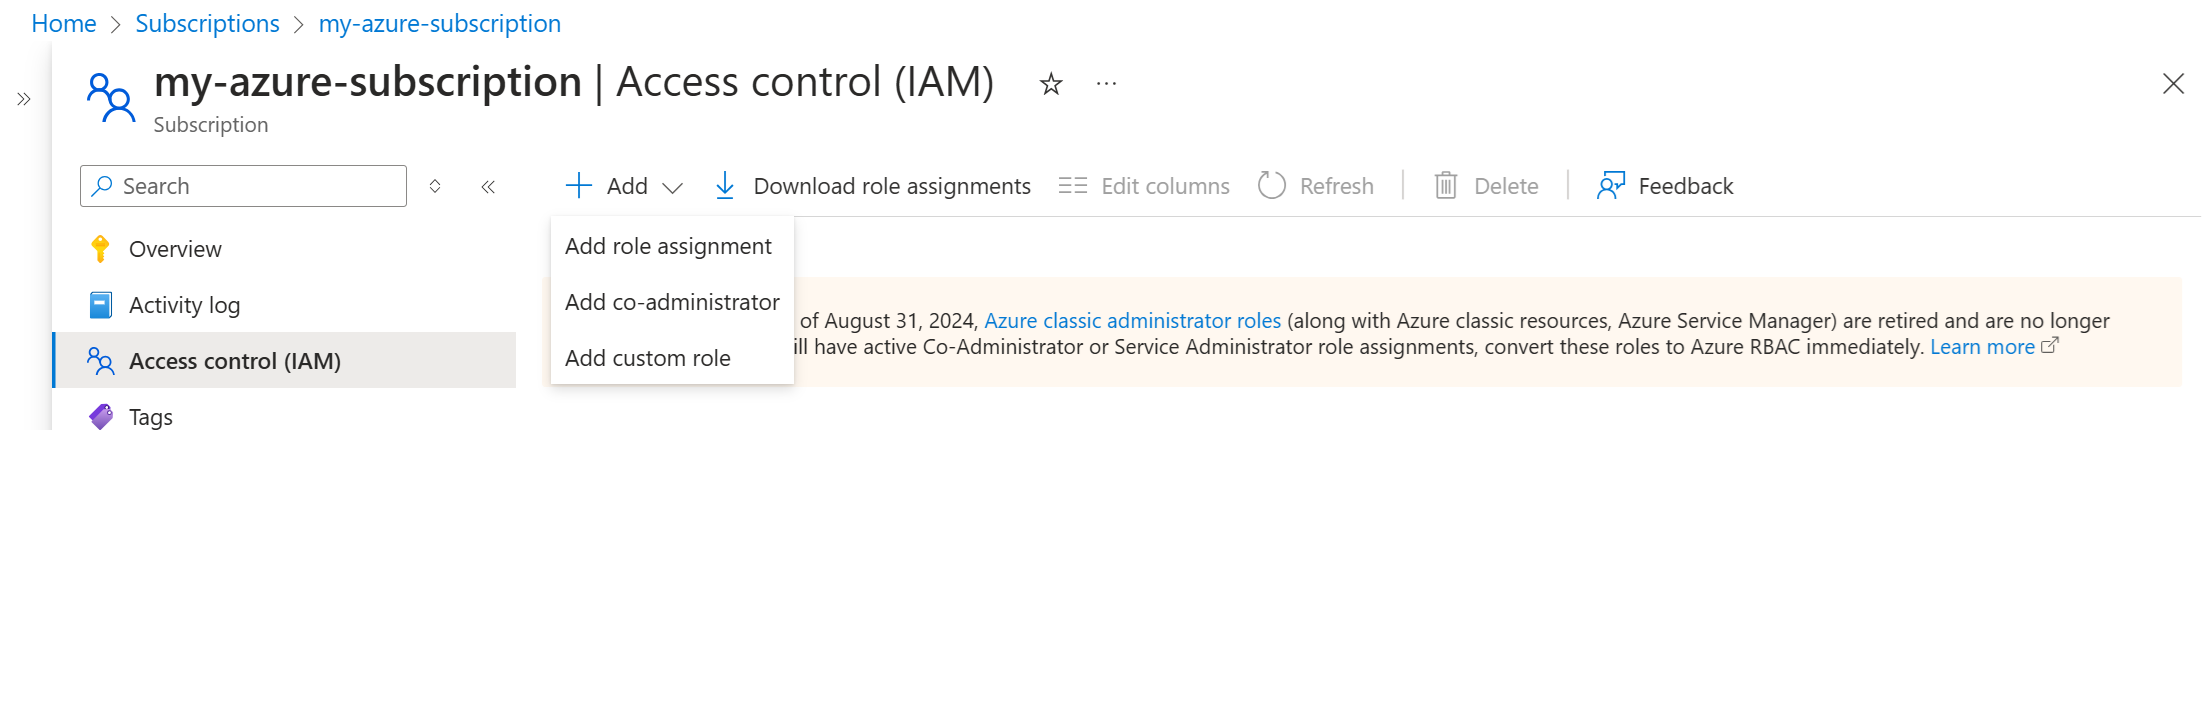 Home > Subscriptions > my-azure-subscription
my-azure-subscription | Access control (IAM)
Subscription
Search
Add
Download role assignments
Edit columns
Refresh
Delete
Feedback
Overview
Activity log
Access control (IAM)
Tags
Add role assignment
Add co-administrator
Add custom role
of August 31, 2024, Azure classic administrator roles (along with Azure classic resources, Azure Service Manager) are retired and are no longer
have active Co-Administrator or Service Administrator role assignments, convert these roles to Azure RBAC immediately. Learn more